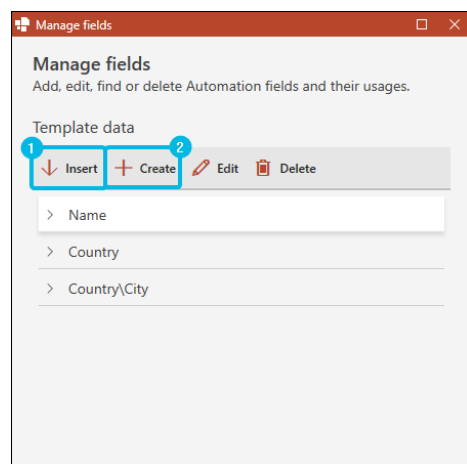 Manage fields
Manage fields
Add, edit, find or delete Automation fields and their usages.
Template data
1 2
Insert Create Edit Delete
Name
Country
Country\City